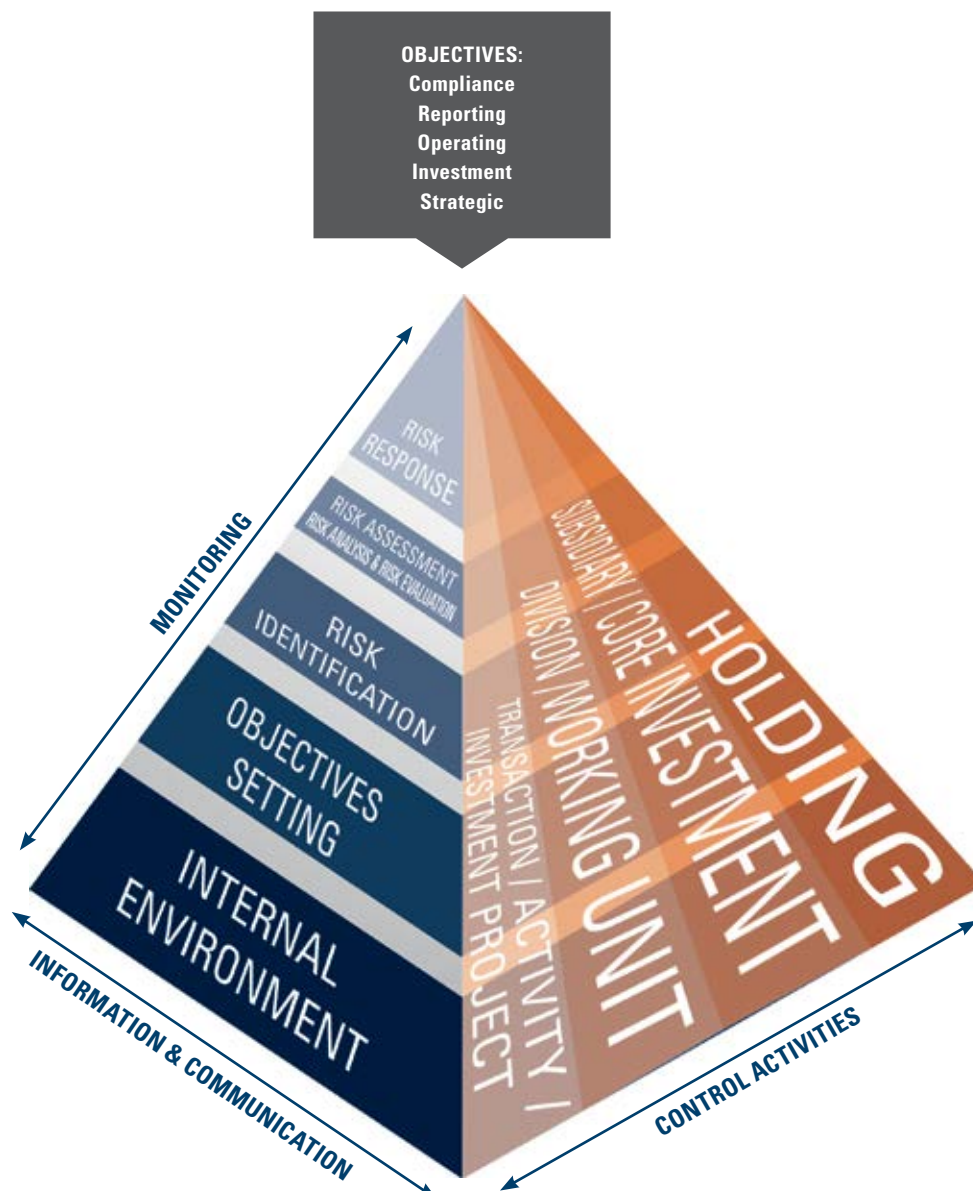 OBJECTIVES:
Compliance
Reporting
Operating
Investment
Strategic
MONITORING
RISK
RESPONSE
RISK ASSESSMENT
RISK ANALYSIS & RISK EVALUATION
RISK
IDENTIFICATION
OBJECTIVES
SETTING
INTERNAL
ENVIRONMENT
TRANSACTION / ACTIVITY /
INVESTMENT PROJECT
DIVISION /WORKING UNIT
SUBSIDIARY / CORE INVESTMENT
HOLDING
INFORMATION & COMMUNICATION
CONTROL ACTIVITIES